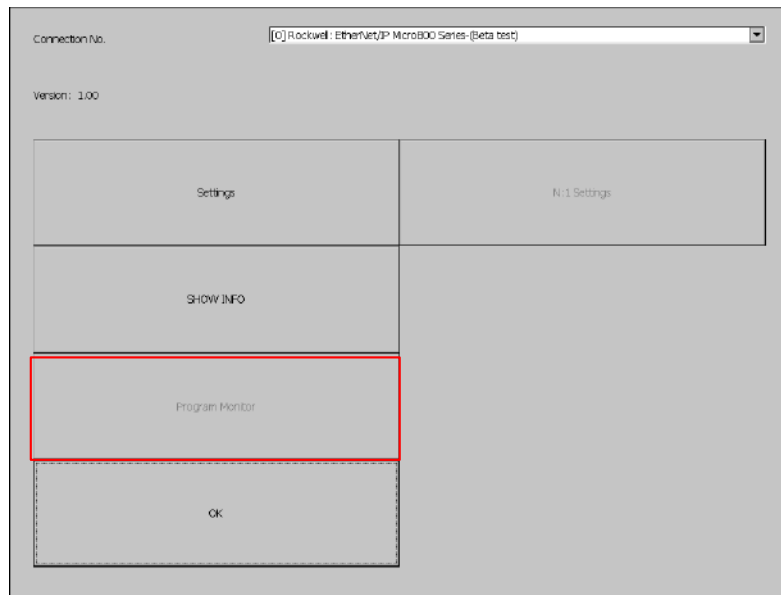 Connection No.
[0] Rockwell: EtherNet/IP Micro800 Series-(Beta test)
Version: 1.00
Settings
N:1 Settings
SHOW INFO
Program Monitor
OK